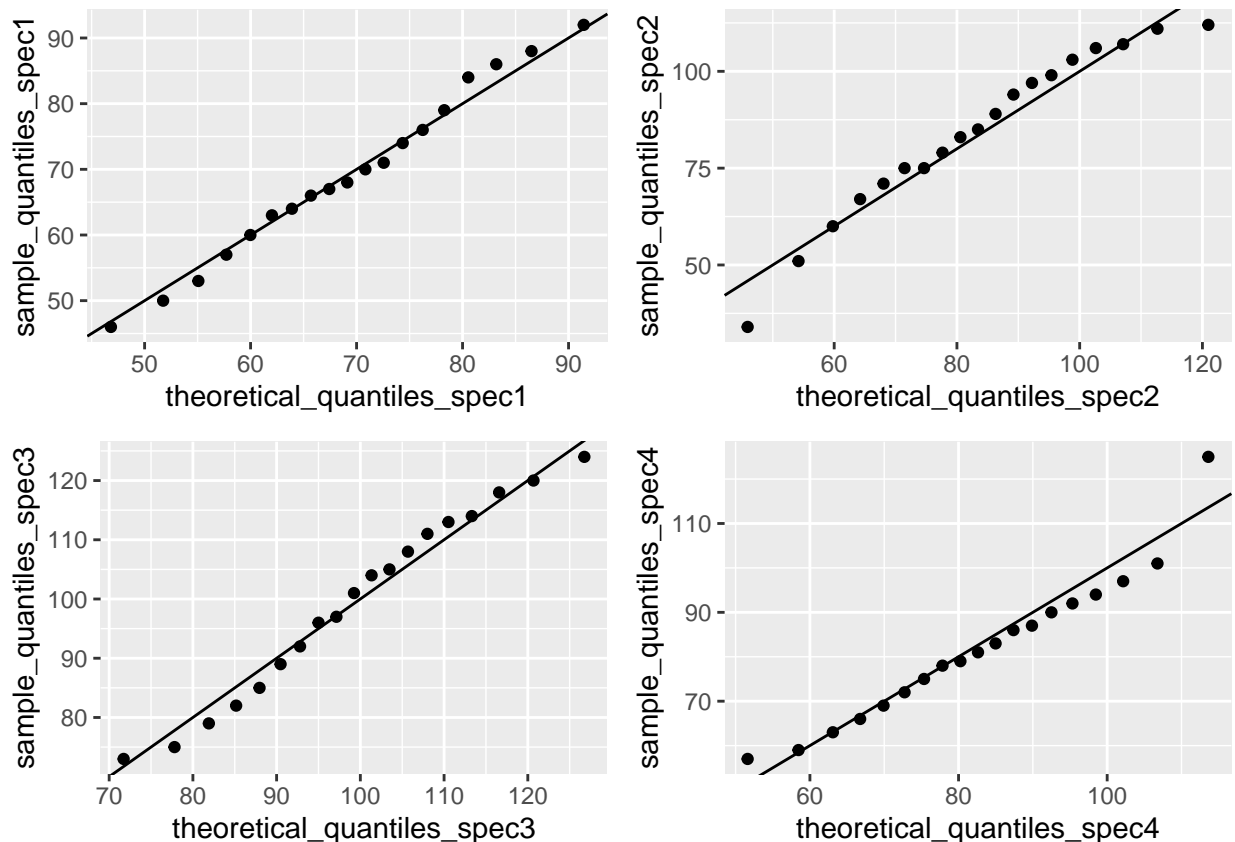 sample_quantiles_spec1
90
80
70
60
50
50 60 70 80 90
theoretical_quantiles_spec1
sample_quantiles_spec2
100
75
50
60 80 100 120
theoretical_quantiles_spec2
sample_quantiles_spec3
120
110
100
90
80
70 80 90 100 110 120
theoretical_quantiles_spec3
sample_quantiles_spec4
110
90
70
60 80 100
theoretical_quantiles_spec4